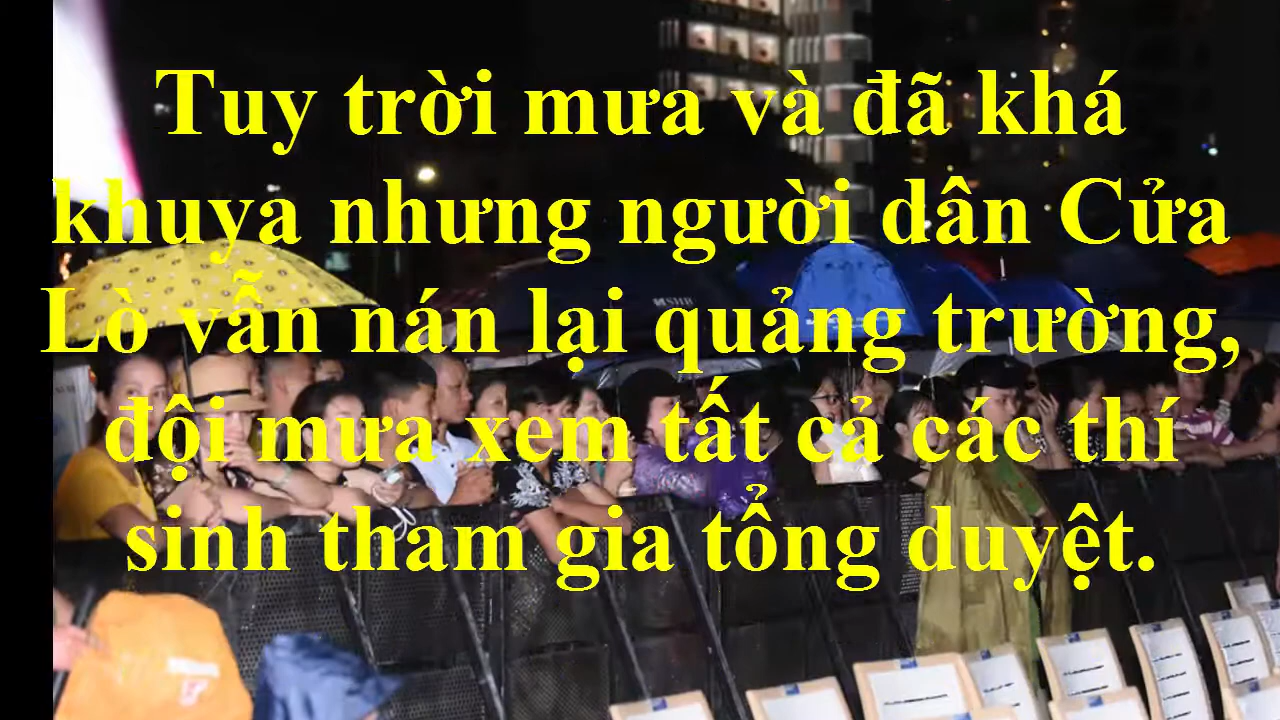 Tuy trời mưa và đã khá
khuya nhưng người dân Cửa
Lò vẫn nán lại quảng trường,
đội mưa xem tất cả các thí
sinh tham gia tổng duyệt.